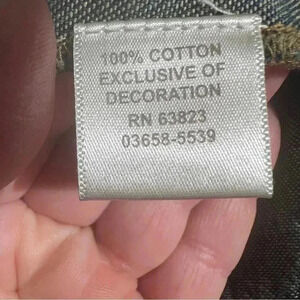 100% COTTON
EXCLUSIVE OF
DECORATION
RN 63823
03658-5539